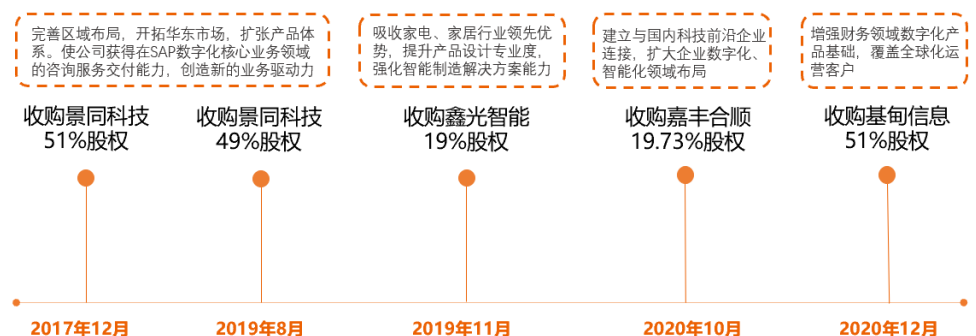 完善区域布局，开拓华东市场，扩张产品体
系。使公司获得在SAP数字化核心业务领域
的咨询服务交付能力，创造新的业务驱动力
吸收家电、家居行业领先优
势，提升产品设计专业度，
强化智能制造解决方案能力
建立与国内科技前沿企业
连接，扩大企业数字化、
智能化领域布局
增强财务领域数字化产
品基础，覆盖全球化运
营客户
收购景同科技
51%股权
收购景同科技
49%股权
收购鑫光智能
19%股权
收购嘉丰合顺
19.73%股权
收购基甸信息
51%股权
2017年12月
2019年8月
2019年11月
2020年10月
2020年12月